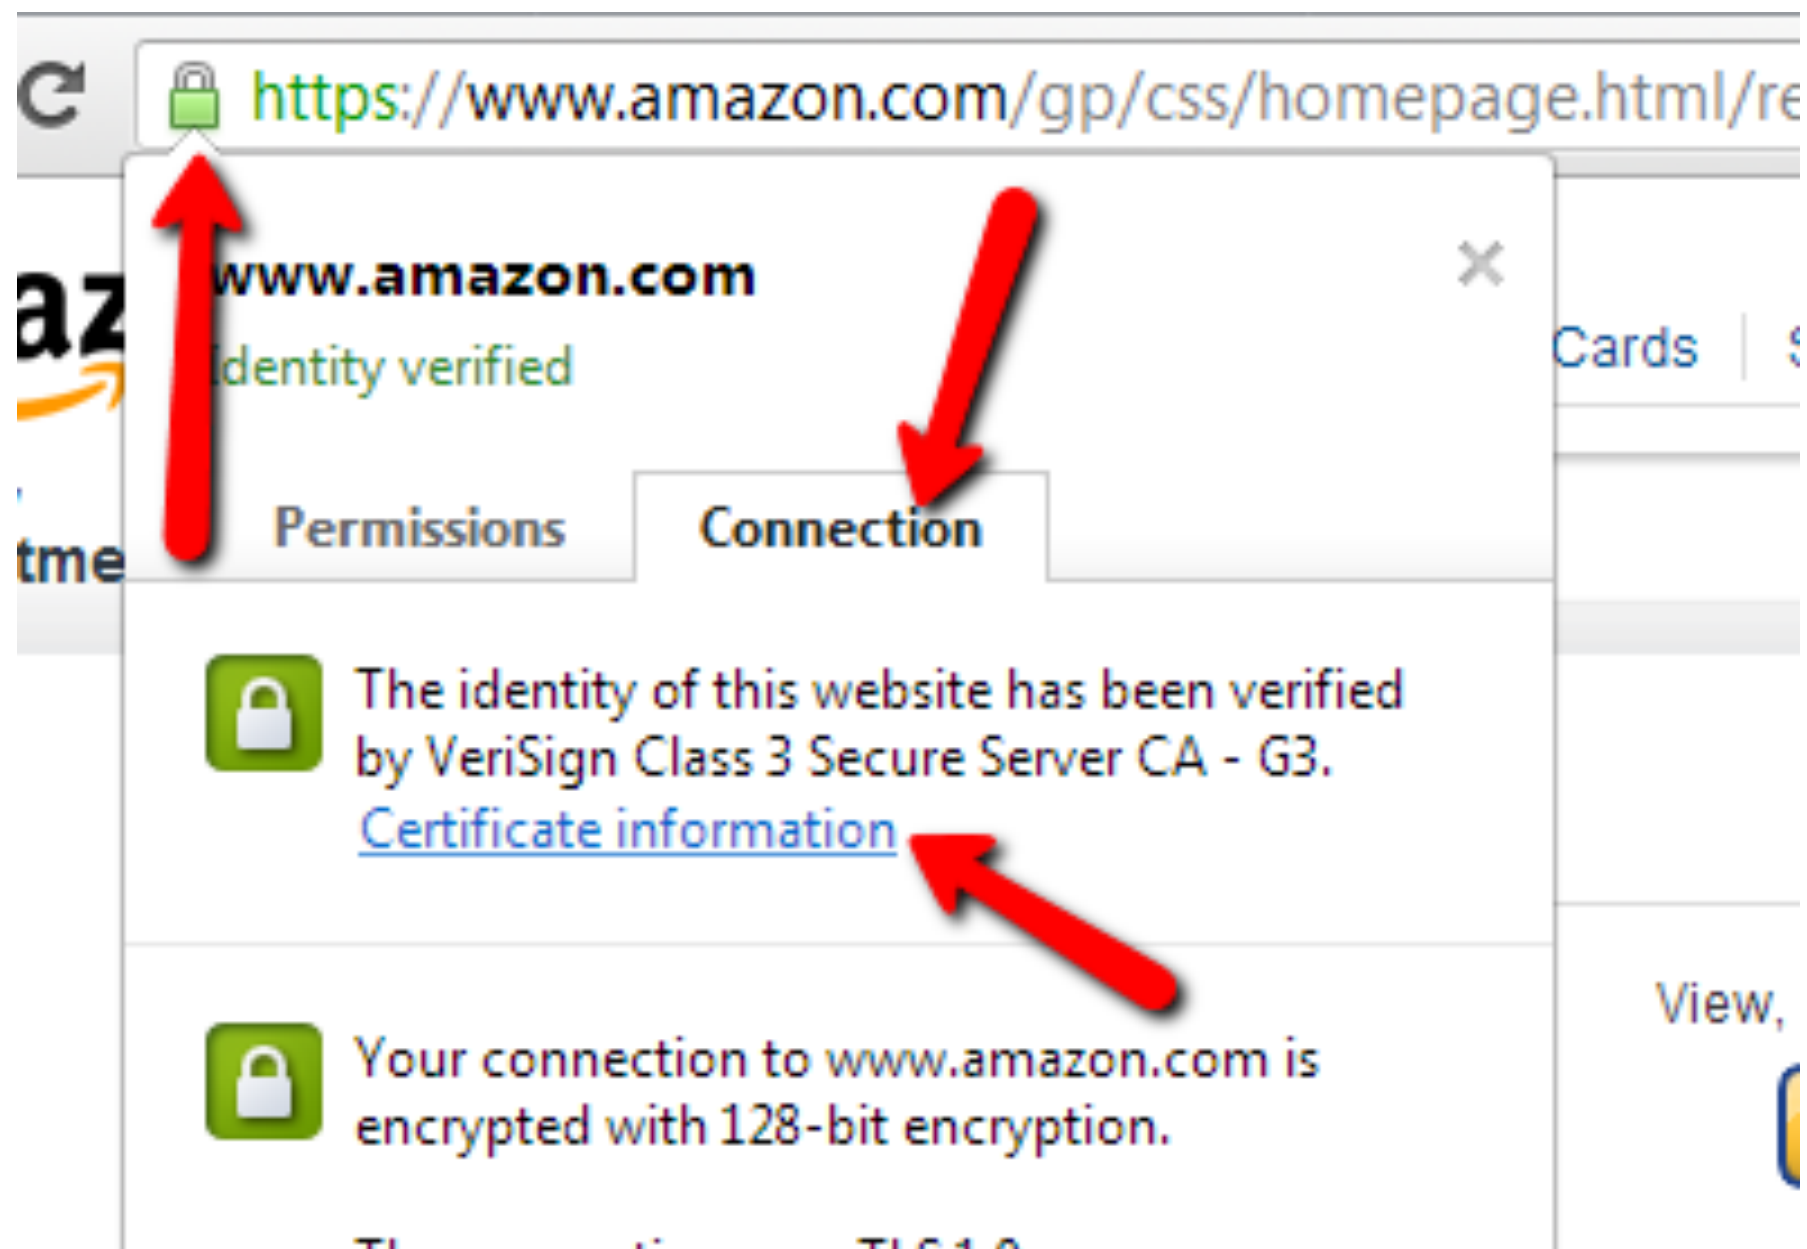 https://www.amazon.com/gp/css/homepage.html/re
az
www.amazon.com
Identity verified
Cards
Permissions
Connection
tme
The identity of this website has been verified
by VeriSign Class 3 Secure Server CA - G3.
Certificate information
View,
Your connection to www.amazon.com is
encrypted with 128-bit encryption.